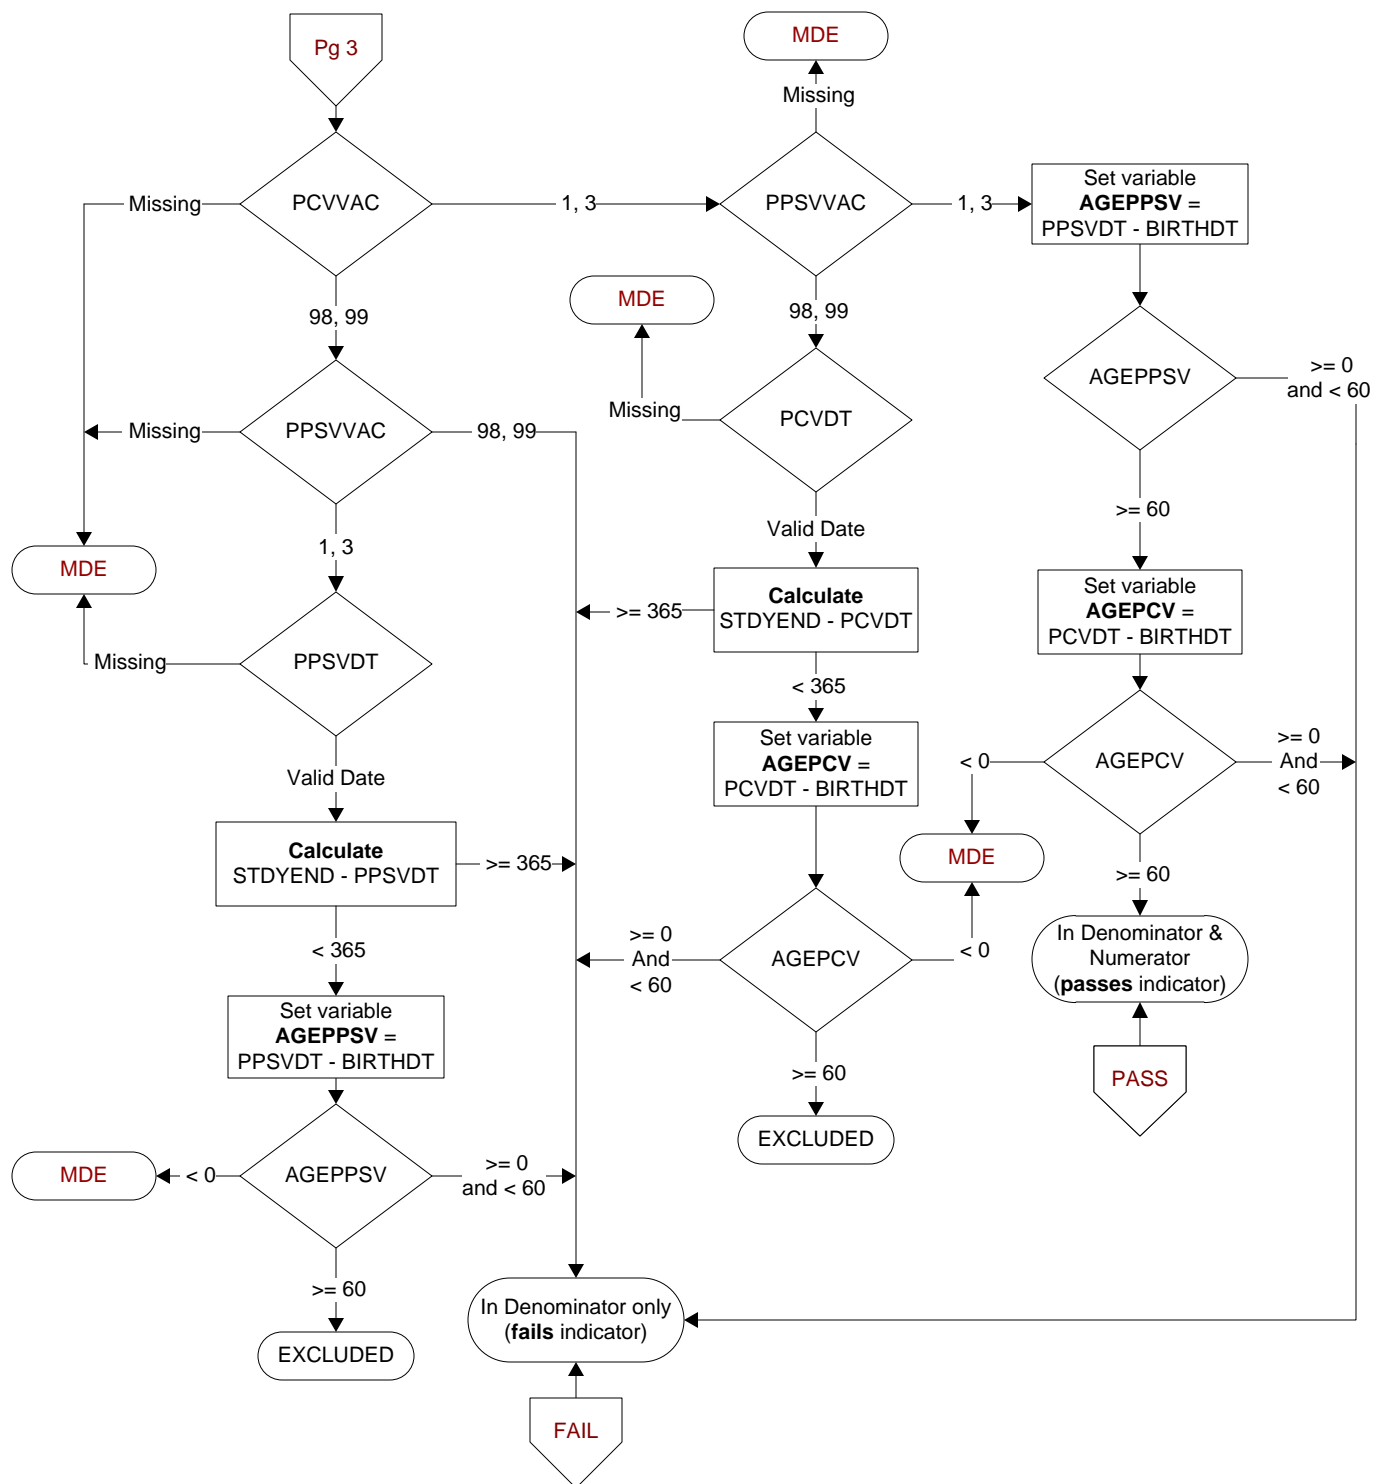 Pg 3
MDE
Missing
PCVVAC
Missing
1, 3
PPSVVAC
1, 3
Set variable
AGEPPSV =
PPSVDT - BIRTHDT
98, 99
MDE
98, 99
AGEPPSV
>= 0
and < 60
Missing
PPSVVAC
98, 99
Missing
PCVDT
>= 60
Valid Date
1, 3
MDE
Calculate
STDYEND - PCVDT
>= 365
Set variable
AGEPCV =
PCVDT - BIRTHDT
Missing
PPSVDT
< 365
Set variable
AGEPCV =
PCVDT - BIRTHDT
< 0
AGEPCV
>= 0
And
< 60
Valid Date
Calculate
STDYEND - PPSVDT
>= 365
MDE
>= 60
< 365
>= 0
And
< 60
AGEPCV
< 0
In Denominator &
Numerator
(passes indicator)
Set variable
AGEPPSV =
PPSVDT - BIRTHDT
>= 60
PASS
EXCLUDED
MDE
< 0
AGEPPSV
>= 0
and < 60
>= 60
In Denominator only
(fails indicator)
EXCLUDED
FAIL